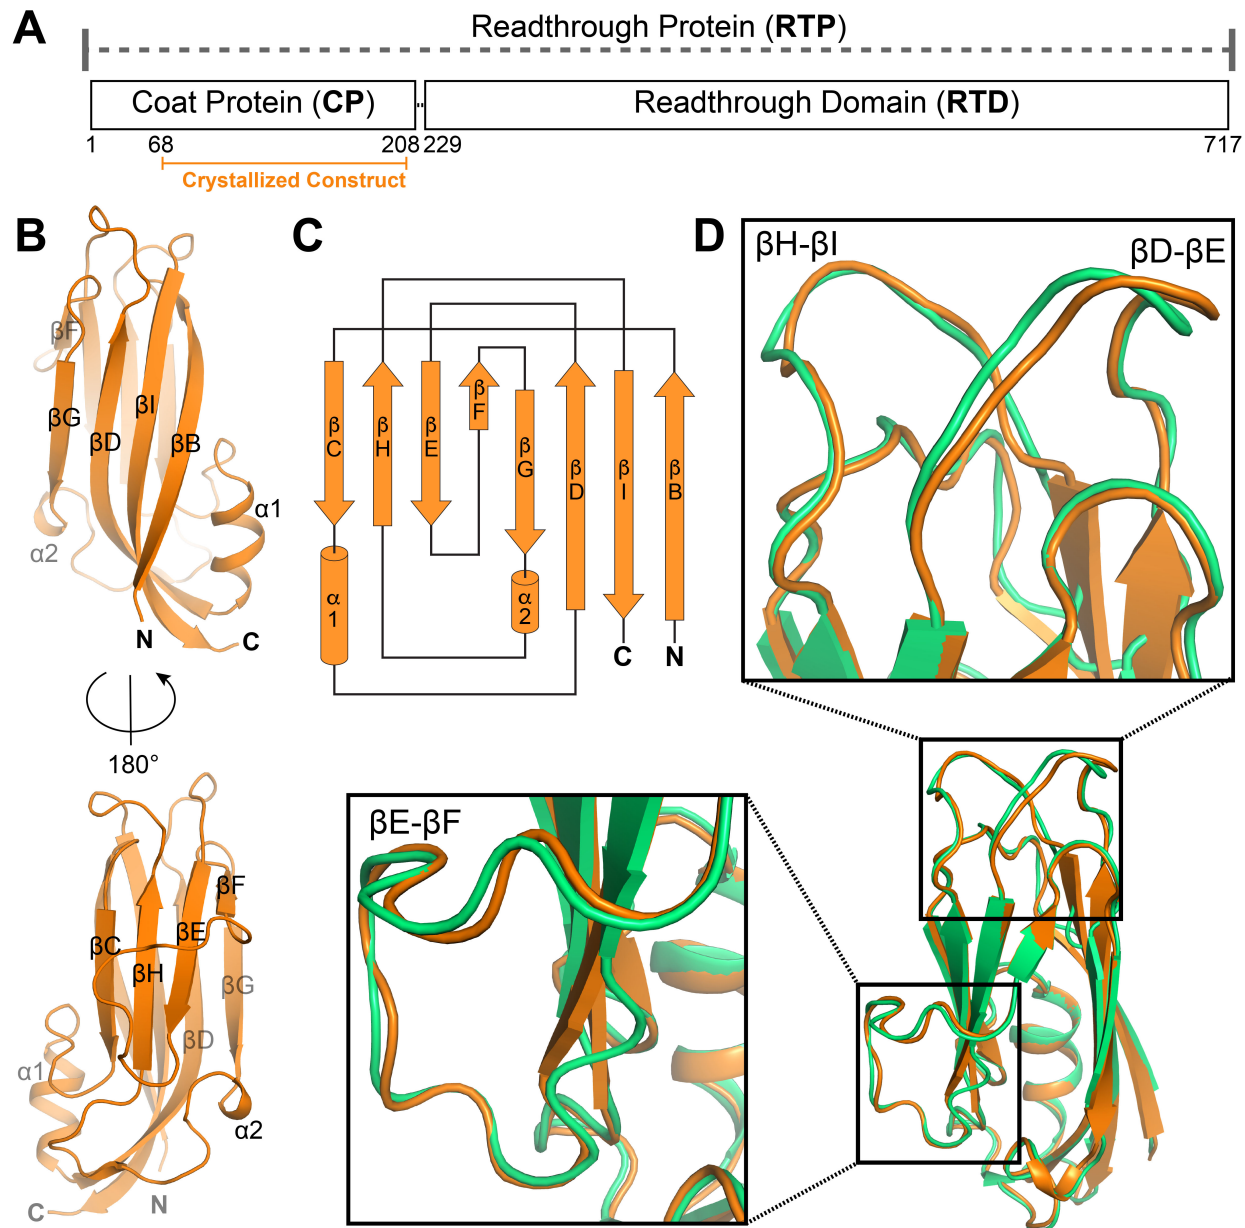 A
Readthrough Protein (RTP)
Coat Protein (CP)
Readthrough Domain (RTD)
1
68
208
229
717
Crystallized Construct
B
βF
βG
βD
βI
βB
α1
α2
N
C
180°
βC
βH
βE
βF
βG
βD
α1
α2
C
N
C
β
C
β
H
β
E
β
F
β
G
β
D
β
I
β
B
α
1
α
2
C
N
D
βH-βI
βD-βE
βE-βF